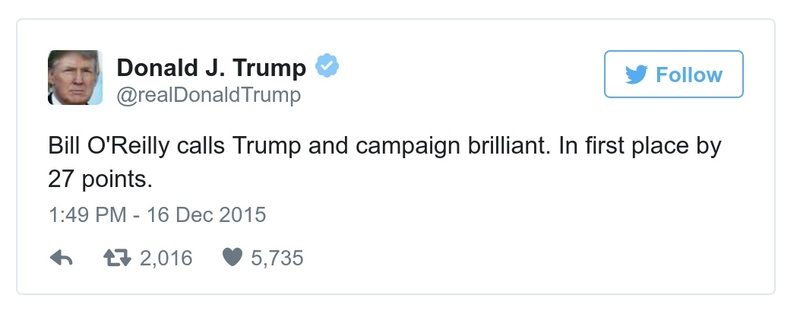 Donald J. Trump
@realDonaldTrump
Follow
Bill O'Reilly calls Trump and campaign brilliant. In first place by
27 points.
1:49 PM - 16 Dec 2015
2,016 5,735